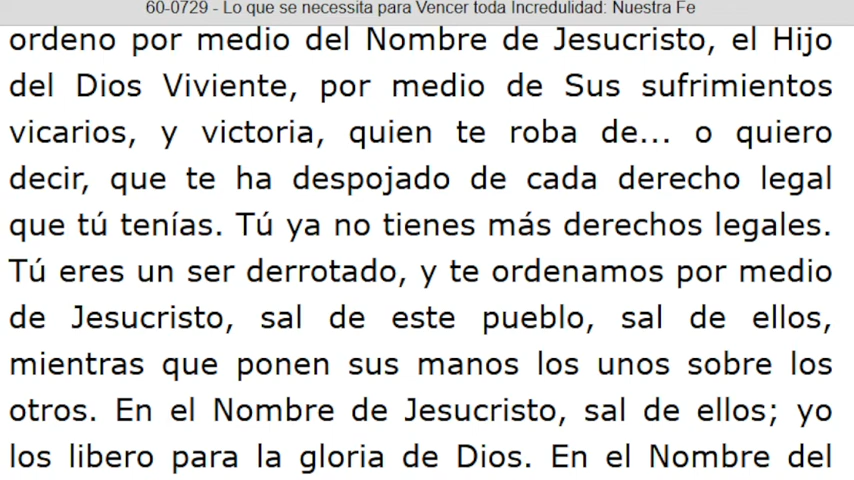 60-0729 - Lo que se necessita para Vencer toda Incredulidad: Nuestra Fe
ordeno por medio del Nombre de Jesucristo, el Hijo
del Dios Viviente, por medio de Sus sufrimientos
vicarios, y victoria, quien te roba de... o quiero
decir, que te ha despojado de cada derecho legal
que tú tenías. Tú ya no tienes más derechos legales.
Tú eres un ser derrotado, y te ordenamos por medio
de Jesucristo, sal de este pueblo, sal de ellos,
mientras que ponen sus manos los unos sobre los
otros. En el Nombre de Jesucristo, sal de ellos; yo
los libero para la gloria de Dios. En el Nombre del